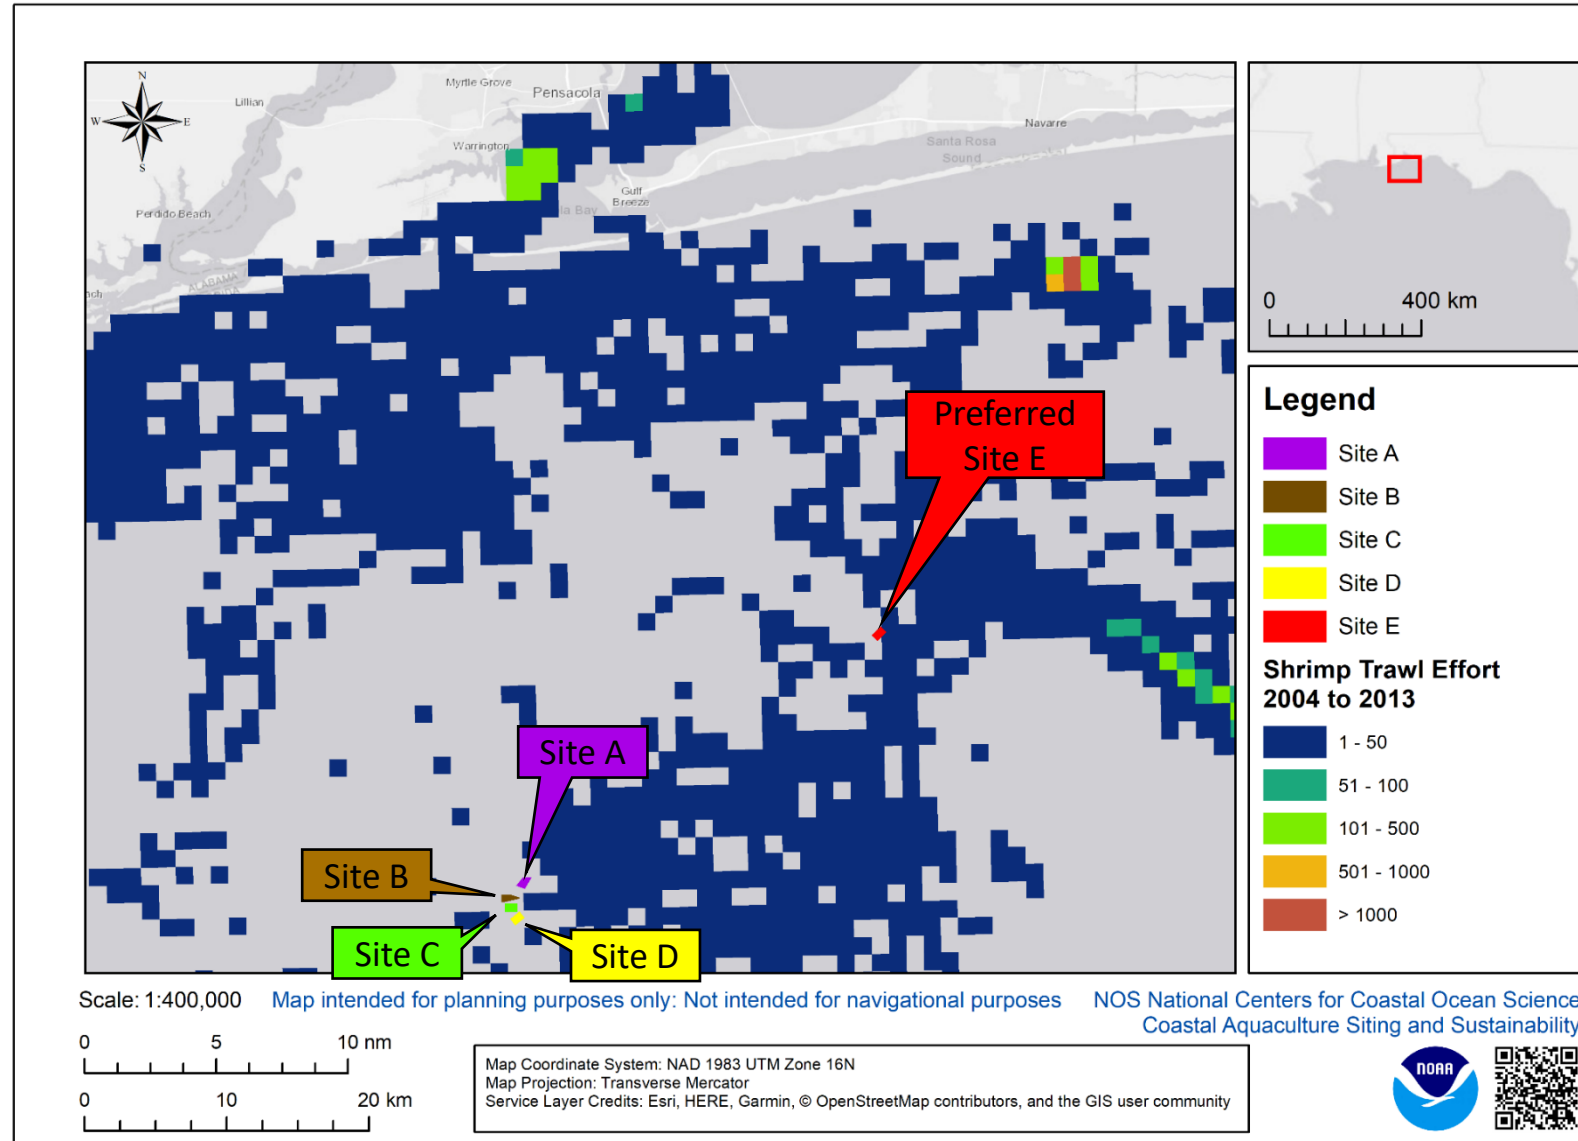 N
W
E
S
Lillian
Myrtle Grove
Pensacola
Warrington
Navarre
Santa Rosa
Sound
Gulf
Breeze
la Bay
Perdido Beach
ALABAMA
ach
Preferred
Site E
Site A
Site B
Site C
Site D
0 400 km
Legend
Site A
Site B
Site C
Site D
Site E
Shrimp Trawl Effort
2004 to 2013
1 - 50
51 - 100
101 - 500
501 - 1000
> 1000
Scale: 1:400,000
Map intended for planning purposes only: Not intended for navigational purposes
NOS National Centers for Coastal Ocean Science
Coastal Aquaculture Siting and Sustainability
0 5 10 nm
0 10 20 km
Map Coordinate System: NAD 1983 UTM Zone 16N
Map Projection: Transverse Mercator
Service Layer Credits: Esri, HERE, Garmin, © OpenStreetMap contributors, and the GIS user community
NOAA